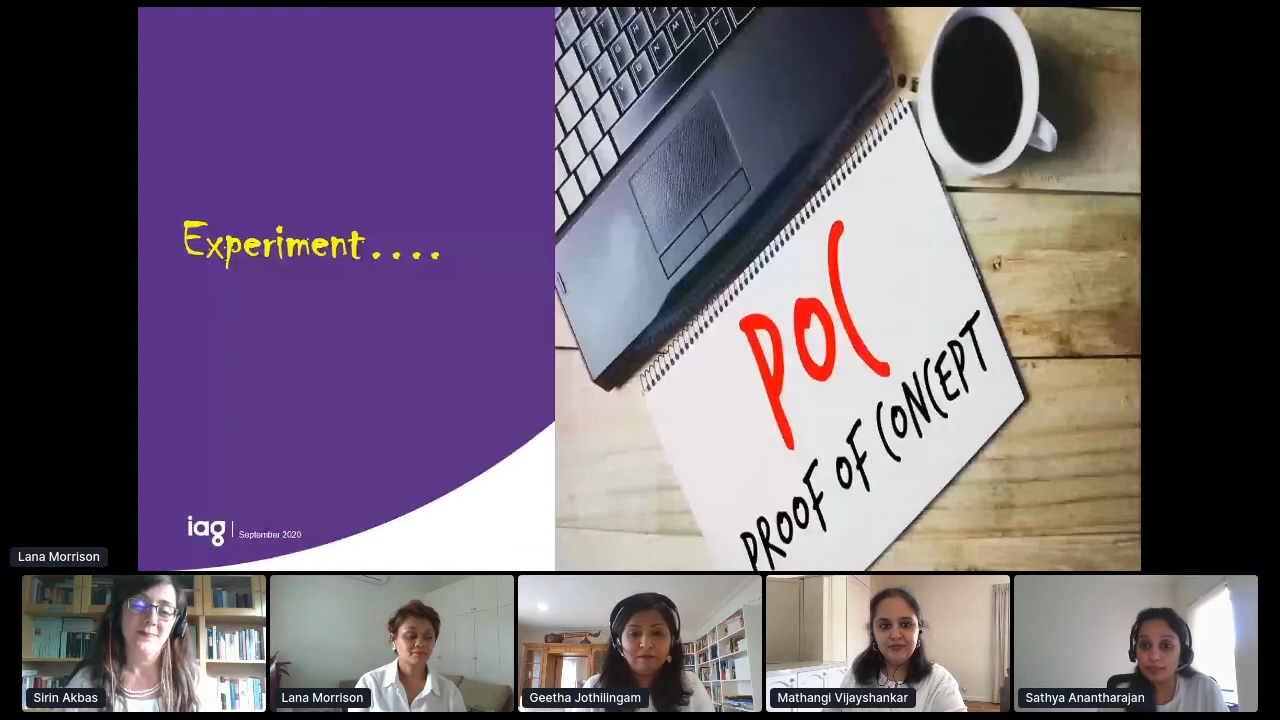 Experiment....
iag
September 2020
POC
PROOF OF CONCEPT
Lana Morrison
Sirin Akbas
Lana Morrison
Geetha Jothilingam
Mathangi Vijayshankar
Sathya Anantharajan